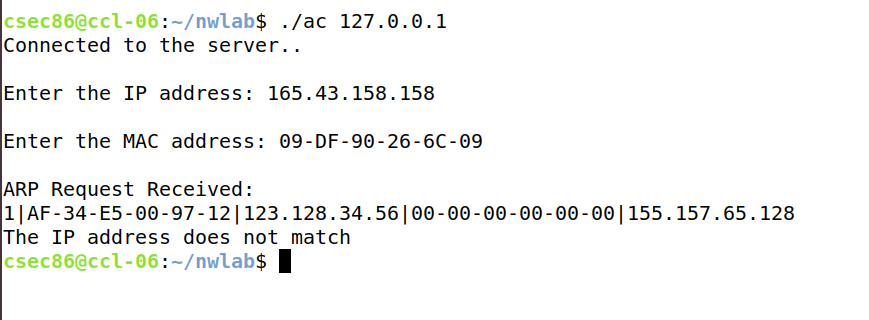 csec86@ccl-06:~/nwlab$ ./ac 127.0.0.1
Connected to the server..
Enter the IP address: 165.43.158.158
Enter the MAC address: 09-DF-90-26-6C-09
ARP Request Received:
1|AF-34-E5-00-97-12|123.128.34.56|00-00-00-00-00-00|155.157.65.128
The IP address does not match
csec86@ccl-06:~/nwlab$